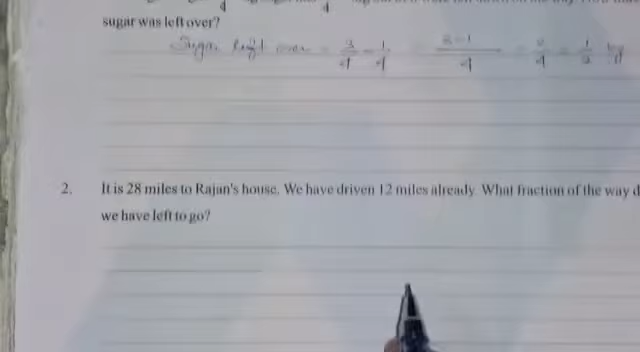 sugar was left over?
Sugar left over = 3/4 - 1/4 = 3-1/4 = 2/4 = 1/2 kg
2. It is 28 miles to Rajan's house. We have driven 12 miles already. What fraction of the way d
we have left to go?